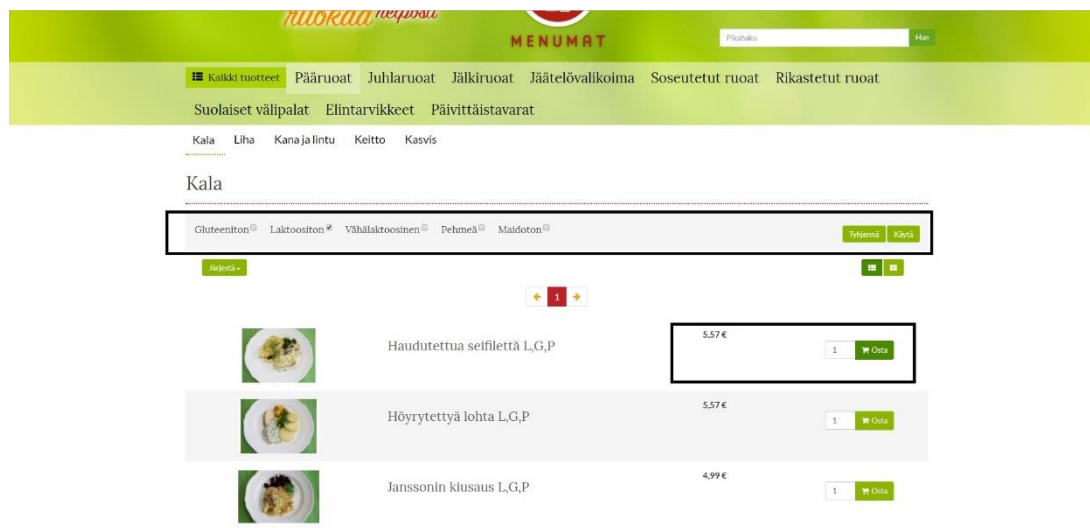 ruokaa helposti
MENUMAT
Pikahaku
Hae
Kaikki tuotteet Pääruoat Juhlaruoat Jälkiruoat Jäätelövalikoima Soseutetut ruoat Rikastetut ruoat
Suolaiset välipalat Elintarvikkeet Päivittäistavarat
Kala Liha Kana ja lintu Keitto Kasvis
Kala
Gluteeniton Laktoositon Vähälaktoosinen Pehmeä Maidoton Tyhjennä Käytä
Järjestä
1
Haudutettua seifilettä L,G,P 5,57 € 1 Osta
Höyrytettyä lohta L,G,P 5,57 € 1 Osta
Janssonin kiusaus L,G,P 4,99 € 1 Osta